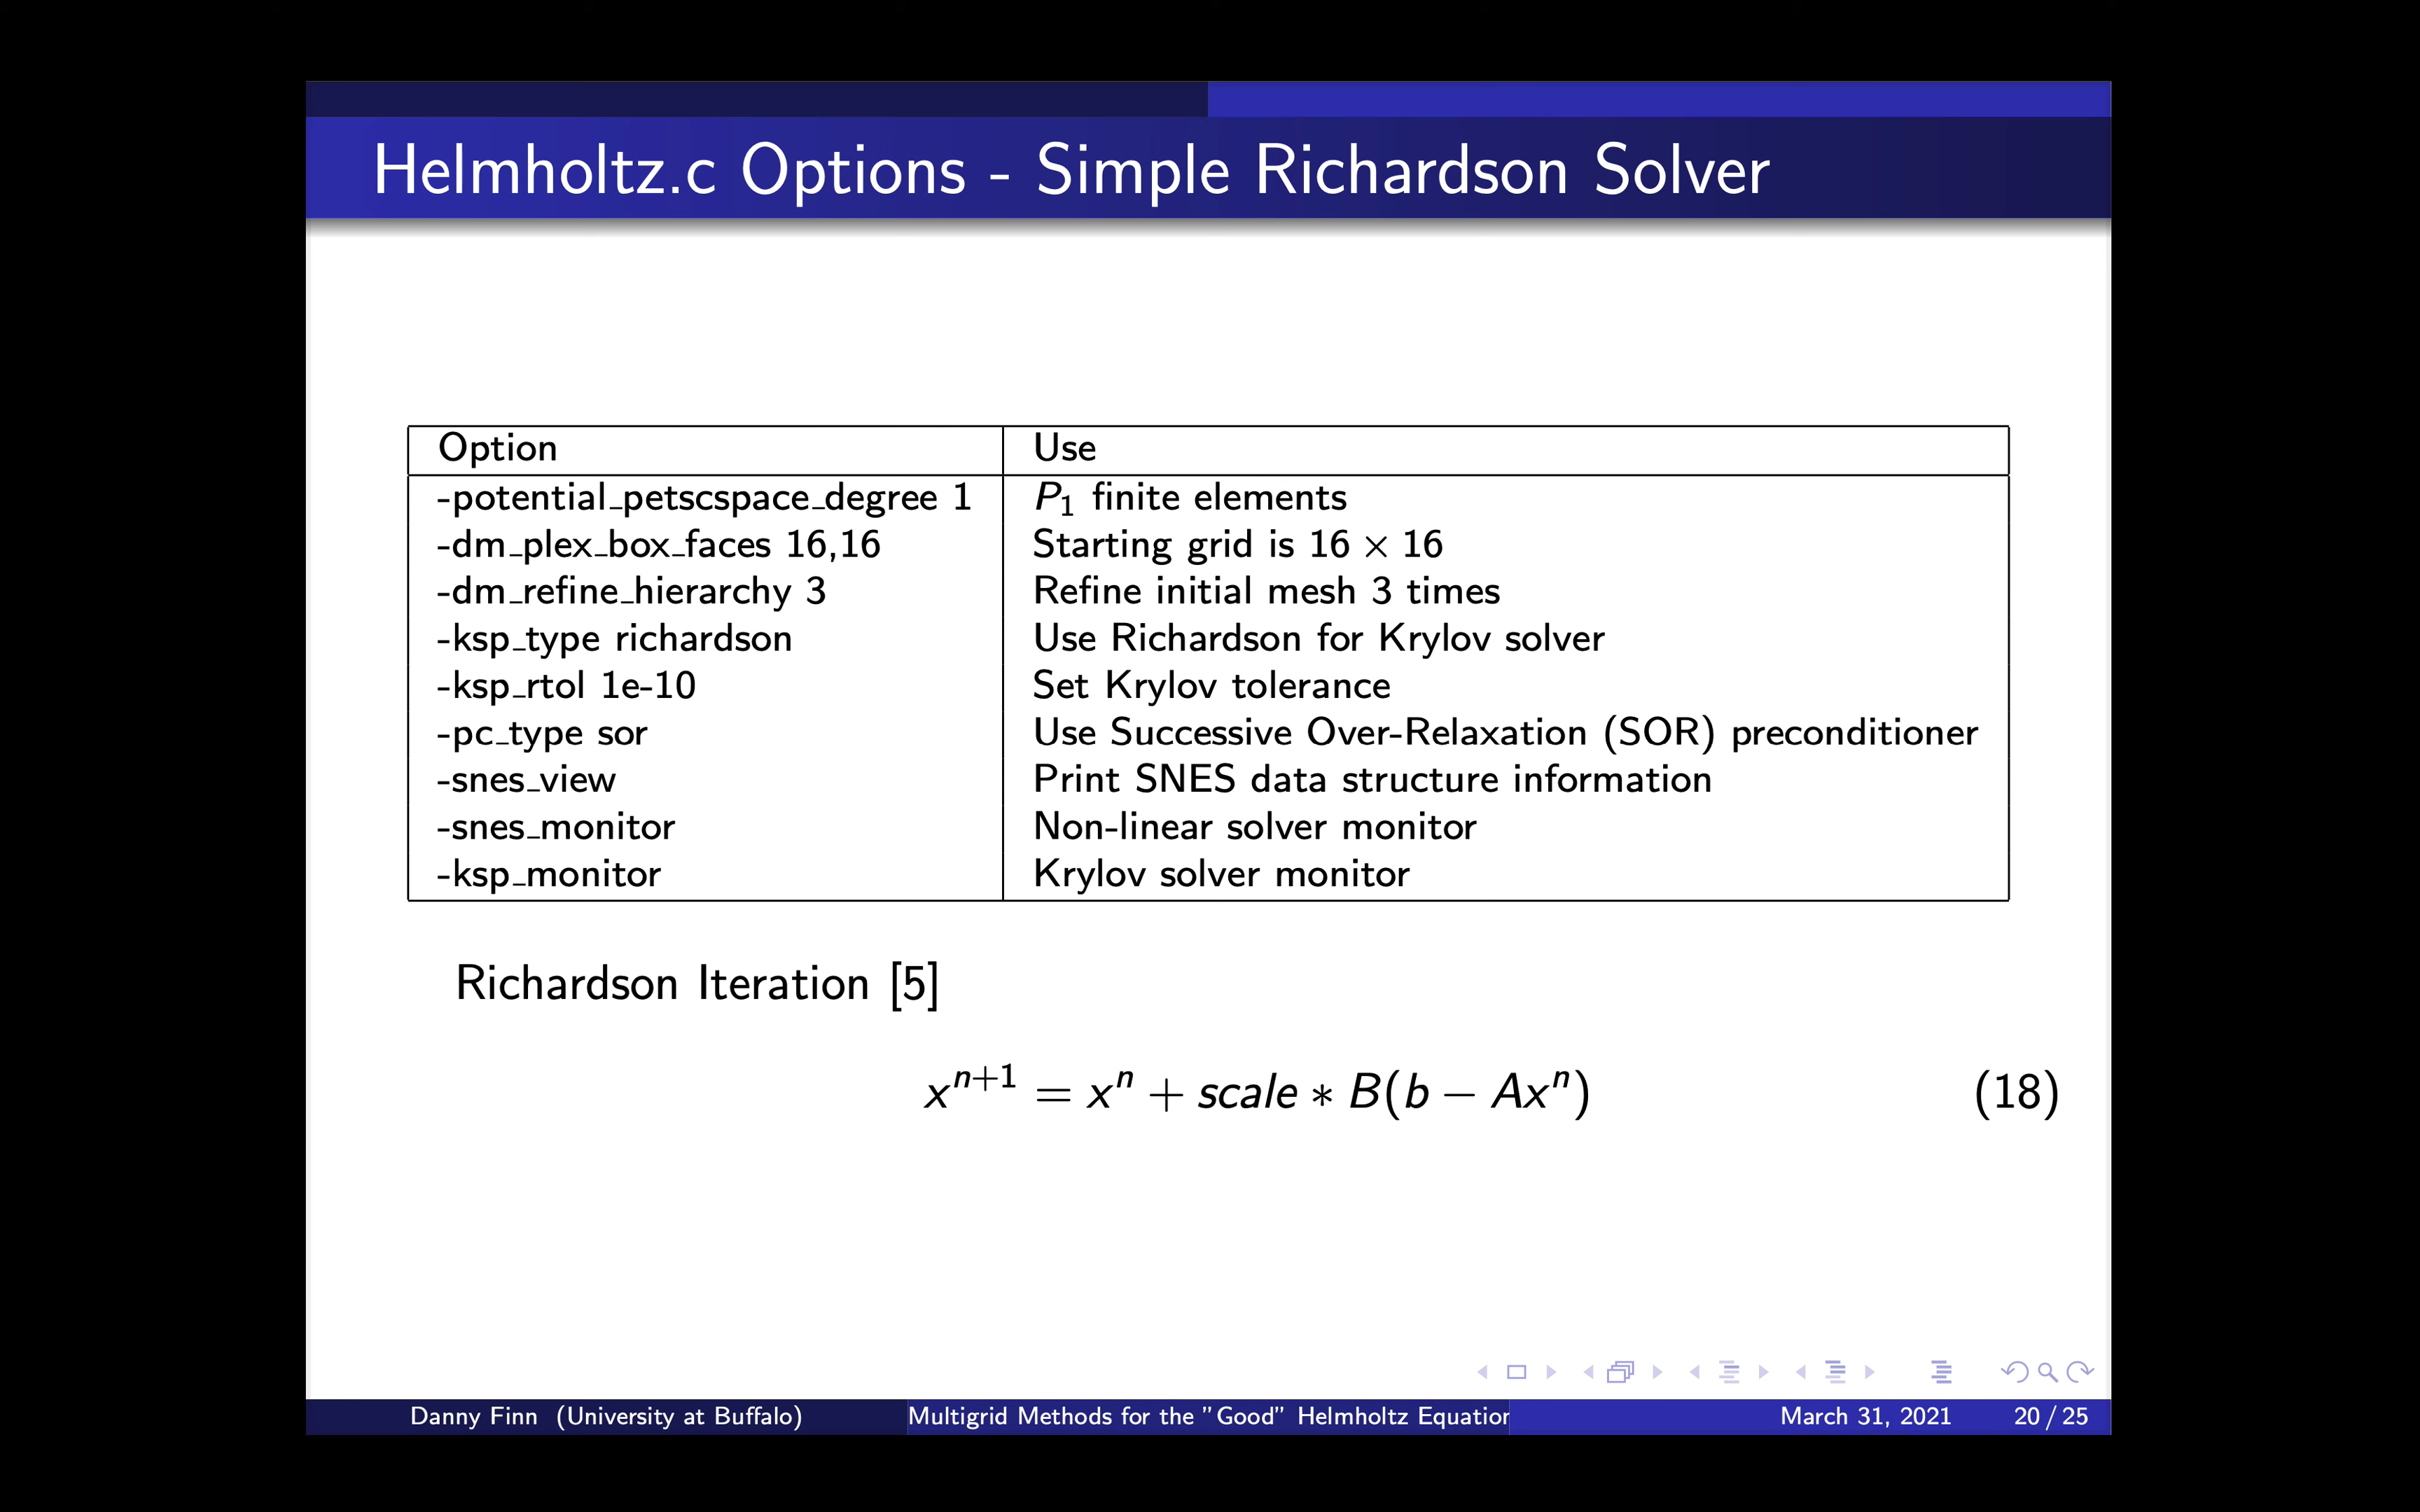 Helmholtz.c Options - Simple Richardson Solver
Option Use
-potential_petscspace_degree 1 P₁ finite elements
-dm_plex_box_faces 16,16 Starting grid is 16 × 16
-dm_refine_hierarchy 3 Refine initial mesh 3 times
-ksp_type richardson Use Richardson for Krylov solver
-ksp_rtol 1e-10 Set Krylov tolerance
-pc_type sor Use Successive Over-Relaxation (SOR) preconditioner
-snes_view Print SNES data structure information
-snes_monitor Non-linear solver monitor
-ksp_monitor Krylov solver monitor
Richardson Iteration [5]
xⁿ⁺¹ = xⁿ + scale ∗ B(b − Axⁿ) (18)
Danny Finn (University at Buffalo) Multigrid Methods for the "Good" Helmholtz Equation March 31, 2021 20 / 25